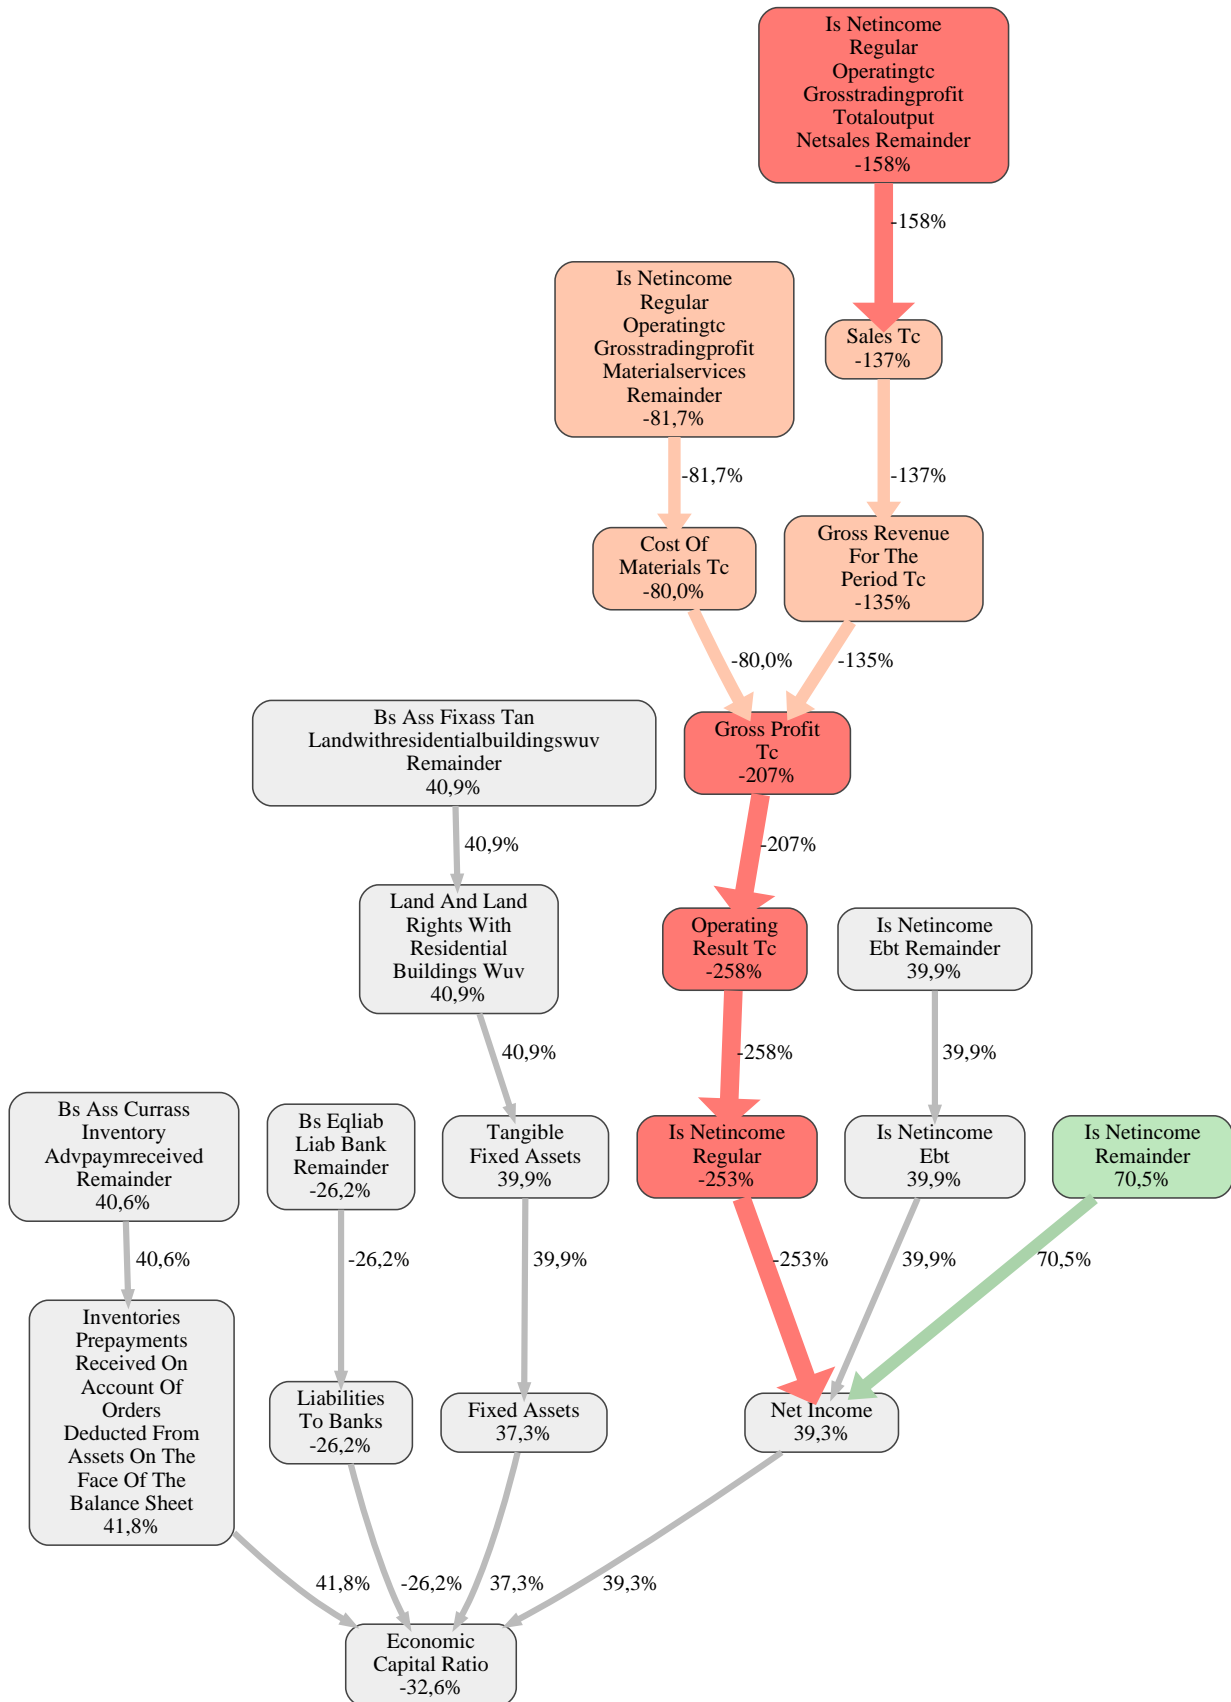 Is Netincome
Regular
Operatingtc
Grosstradingprofit
Totaloutput
Netsales Remainder
-158%
-158%
Is Netincome
Regular
Operatingtc
Grosstradingprofit
Materialservices
Remainder
-81,7%
Sales Tc
-137%
-81,7%
-137%
Cost Of
Materials Tc
-80,0%
Gross Revenue
For The
Period Tc
-135%
-80,0%
-135%
Bs Ass Fixass Tan
Landwithresidentialbuildingswuv
Remainder
40,9%
Gross Profit
Tc
-207%
40,9%
-207%
Land And Land
Rights With
Residential
Buildings Wuv
40,9%
Operating
Result Tc
-258%
Is Netincome
Ebt Remainder
39,9%
40,9%
-258%
39,9%
Bs Ass Currass
Inventory
Advpaymreceived
Remainder
40,6%
Bs Eqliab
Liab Bank
Remainder
-26,2%
Tangible
Fixed Assets
39,9%
Is Netincome
Regular
-253%
Is Netincome
Ebt
39,9%
Is Netincome
Remainder
70,5%
40,6%
-26,2%
39,9%
-253%
39,9%
70,5%
Inventories
Prepayments
Received On
Account Of
Orders
Deducted From
Assets On The
Face Of The
Balance Sheet
41,8%
Liabilities
To Banks
-26,2%
Fixed Assets
37,3%
Net Income
39,3%
41,8%
-26,2%
37,3%
39,3%
Economic
Capital Ratio
-32,6%